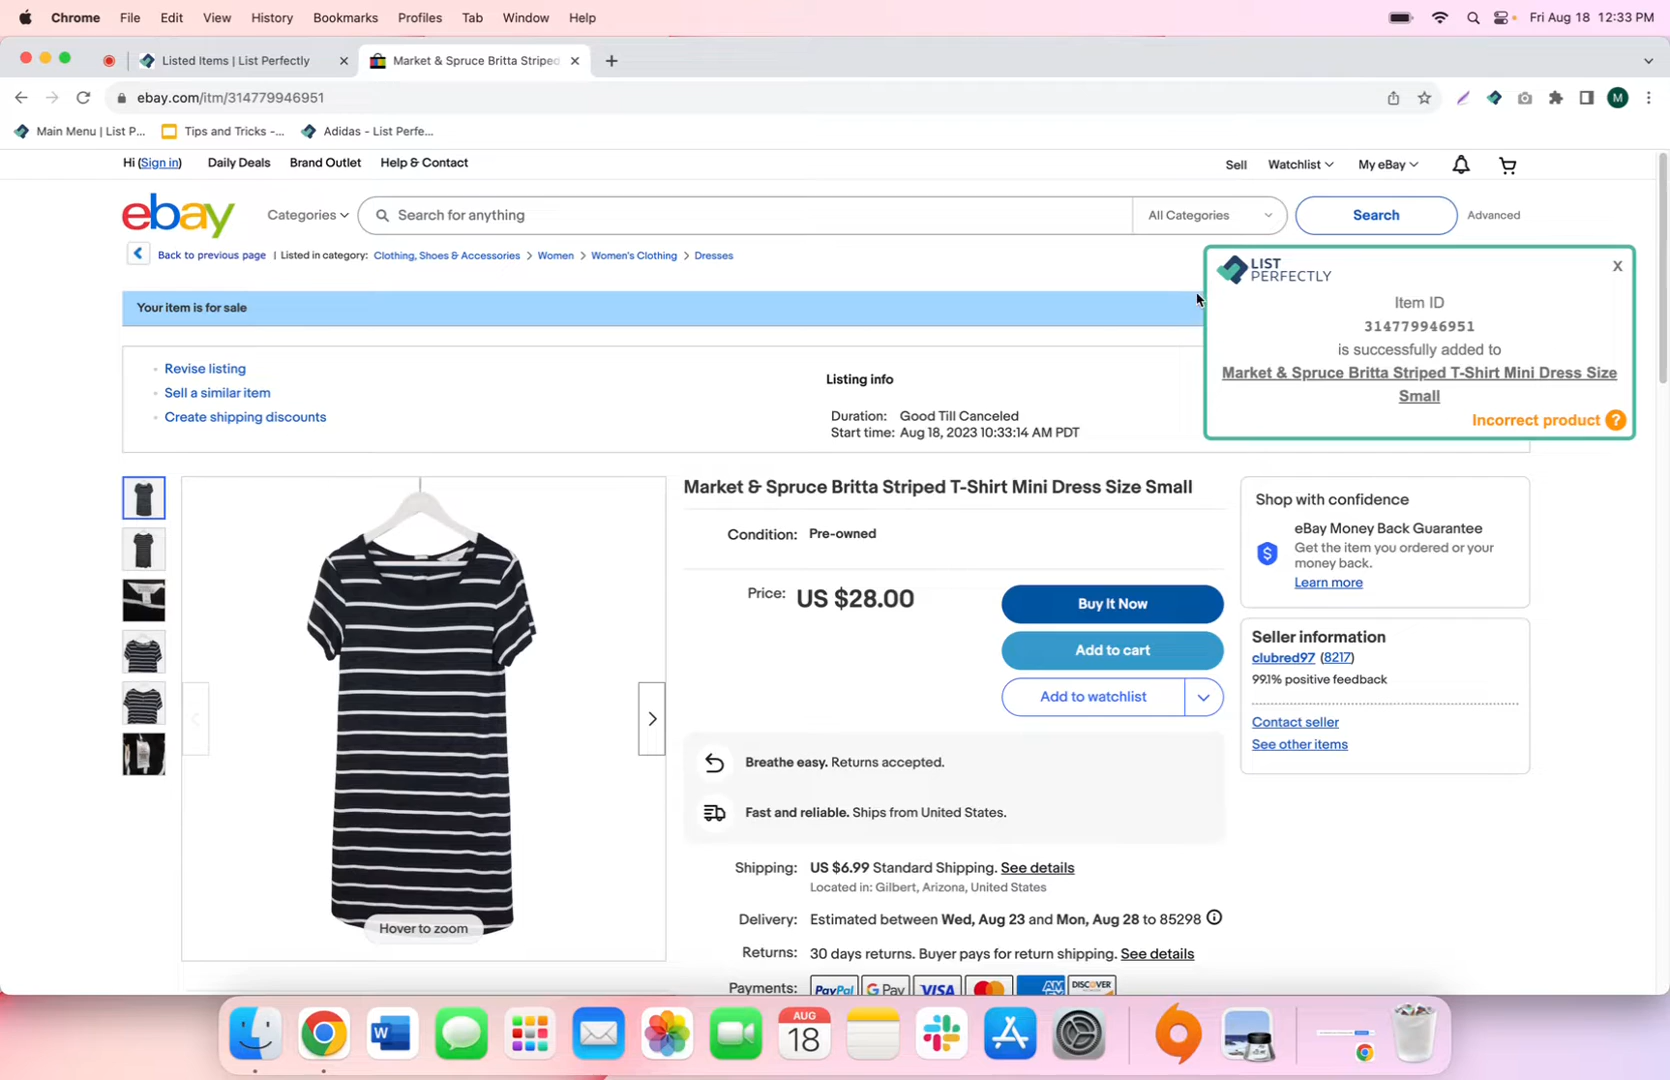 Chrome File Edit View History Bookmarks Profiles Tab Window Help Fri Aug 18 12:33 PM
Listed Items | List Perfectly Market & Spruce Britta Striped
ebay.com/itm/314779946951 M
Main Menu | List P... Tips and Tricks -... Adidas - List Perfe...
Hi (Sign in) Daily Deals Brand Outlet Help & Contact Sell Watchlist My eBay
ebay Categories Search for anything All Categories Search Advanced
Back to previous page | Listed in category: Clothing, Shoes & Accessories > Women > Women's Clothing > Dresses
Your item is for sale
LIST
PERFECTLY
X
Item ID
314779946951
is successfully added to
Market & Spruce Britta Striped T-Shirt Mini Dress Size
Small
Incorrect product ?
Revise listing
Sell a similar item
Create shipping discounts
Listing info
Duration: Good Till Canceled
Start time: Aug 18, 2023 10:33:14 AM PDT
Hover to zoom
Market & Spruce Britta Striped T-Shirt Mini Dress Size Small
Condition: Pre-owned
Price: US $28.00
Buy It Now
Add to cart
Add to watchlist
Breathe easy. Returns accepted.
Fast and reliable. Ships from United States.
Shipping: US $6.99 Standard Shipping. See details
Located in: Gilbert, Arizona, United States
Delivery: Estimated between Wed, Aug 23 and Mon, Aug 28 to 85298
Returns: 30 days returns. Buyer pays for return shipping. See details
Payments: PayPal G Pay VISA AM DISCOVER
Shop with confidence
eBay Money Back Guarantee
Get the item you ordered or your
money back.
Learn more
Seller information
clubred97 (8217)
99.1% positive feedback
Contact seller
See other items
W
AUG
18